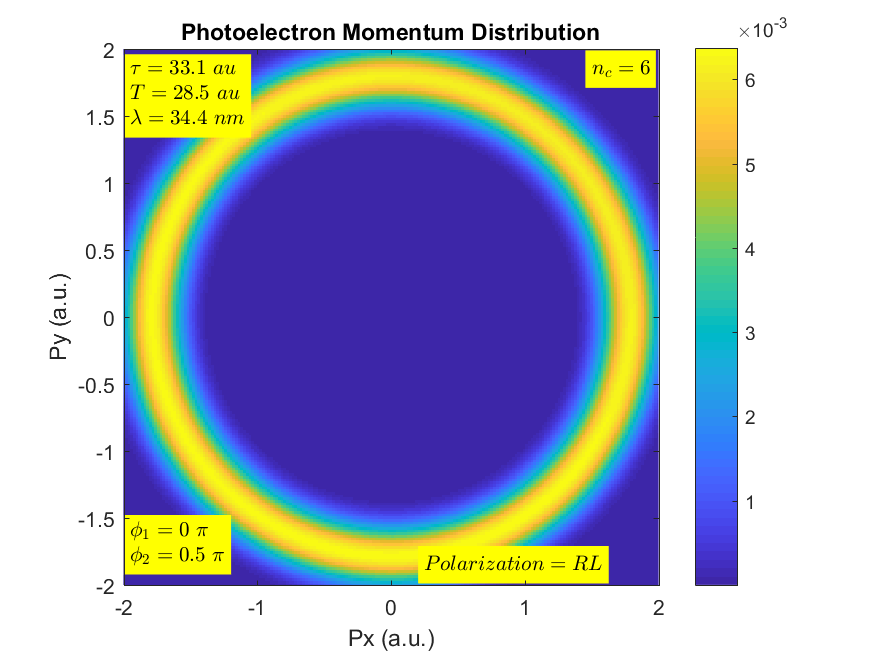 Photoelectron Momentum Distribution
×10⁻³
τ = 33.1 au
T = 28.5 au
λ = 34.4 nm
n_c = 6
2
1.5
1
0.5
0
-0.5
-1
-1.5
-2
Py (a.u.)
ϕ₁ = 0 π
ϕ₂ = 0.5 π
Polarization = RL
-2
-1
0
1
2
Px (a.u.)
6
5
4
3
2
1